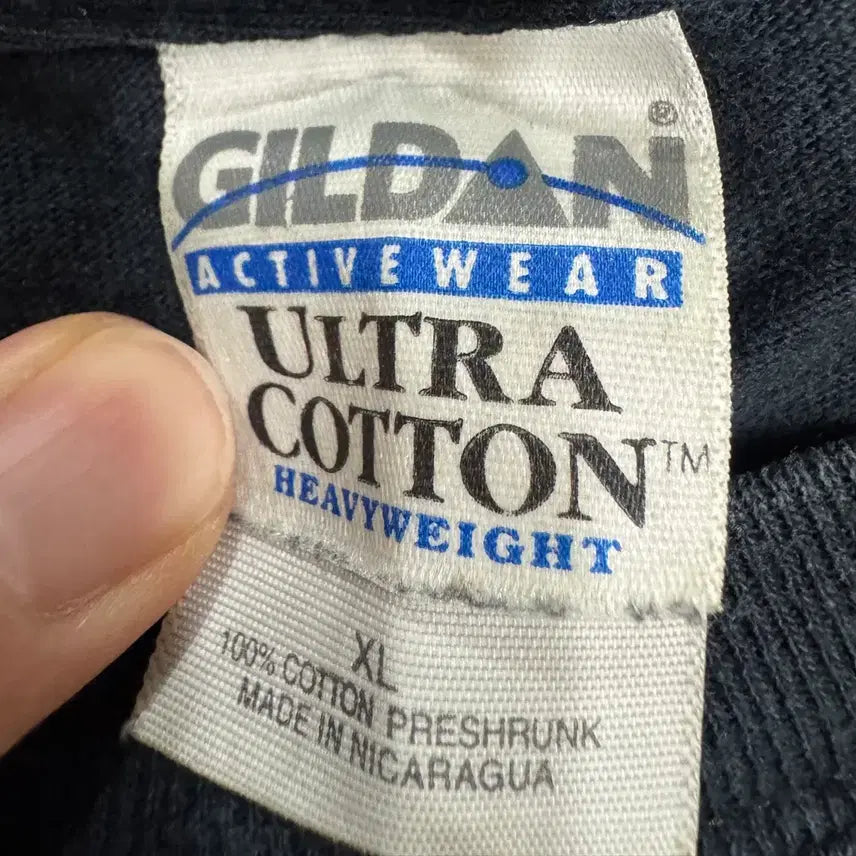 GILDAN®
ACTIVEWEAR
ULTRA
COTTON™
HEAVYWEIGHT
XL
100% COTTON PRESHRUNK
MADE IN NICARAGUA